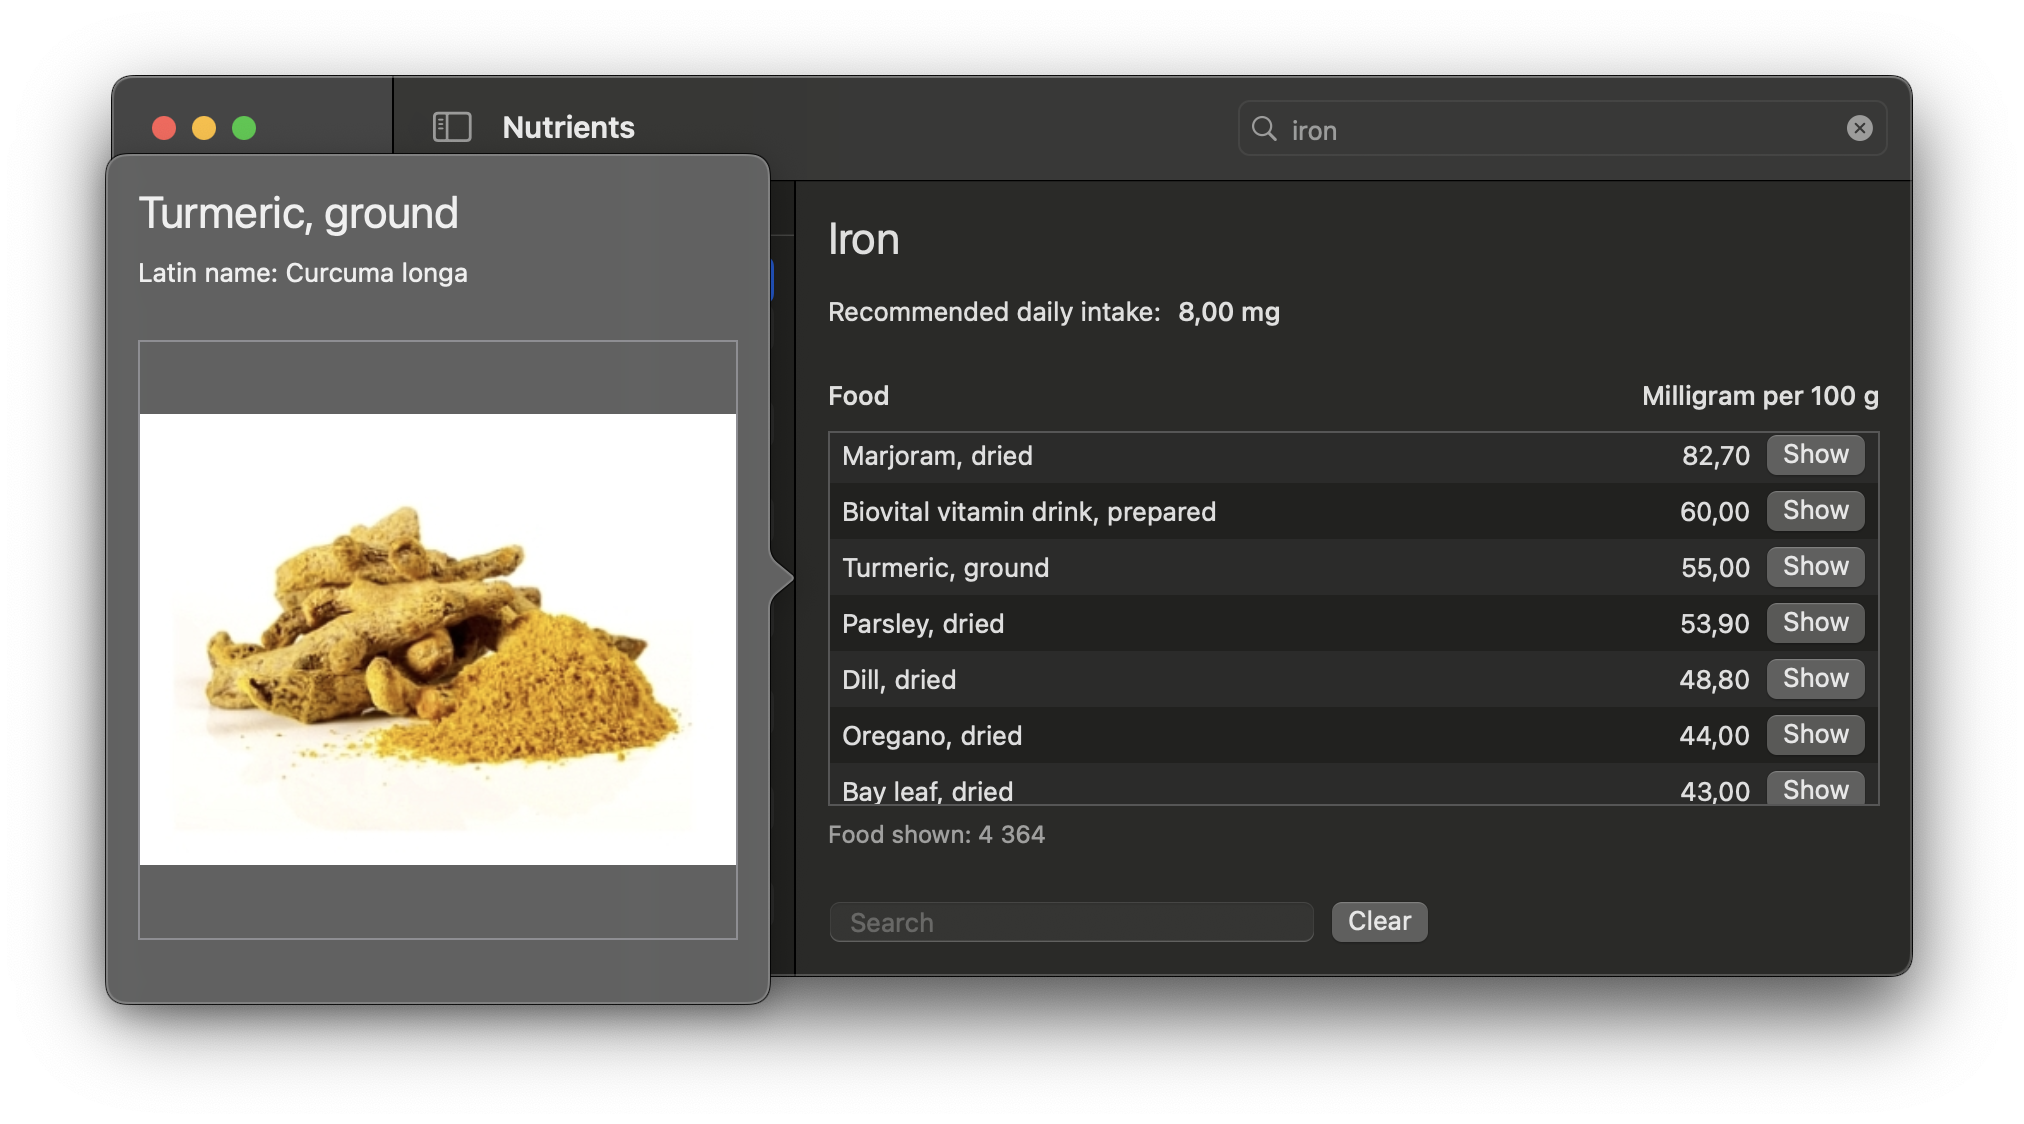 Nutrients
iron
Turmeric, ground
Latin name: Curcuma longa
Iron
Recommended daily intake: 8,00 mg
Food Milligram per 100 g
Marjoram, dried 82,70 Show
Biovital vitamin drink, prepared 60,00 Show
Turmeric, ground 55,00 Show
Parsley, dried 53,90 Show
Dill, dried 48,80 Show
Oregano, dried 44,00 Show
Bay leaf, dried 43,00 Show
Food shown: 4 364
Search Clear